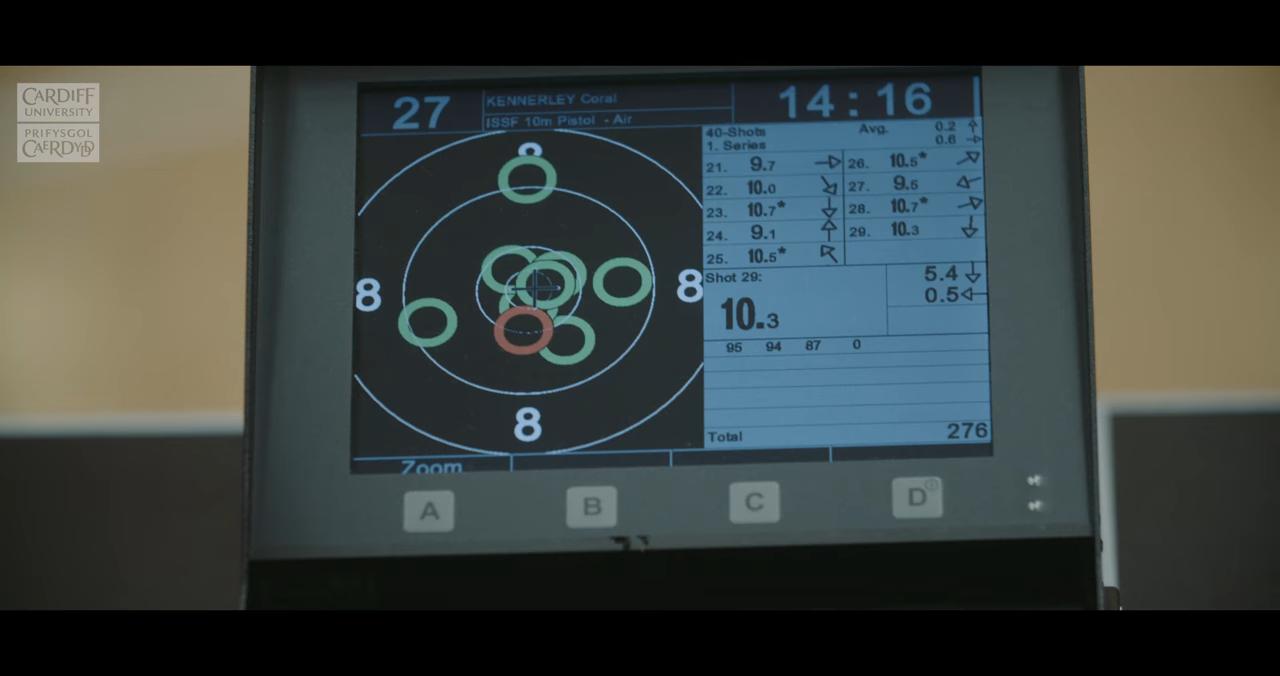 CARDIFF
UNIVERSITY
PRIFYSGOL
CAERDYDD
27
KENNERLEY Coral
ISSF 10m Pistol - Air
14:16
40-Shots
1. Series
Avg.
0.2
0.6
21. 9.7
22. 10.0
23. 10.7*
24. 9.1
25. 10.5*
26. 10.5*
27. 9.5
28. 10.7*
29. 10.3
Shot 29:
10.3
5.4
0.5
95 94 87 0
Total 276
8
8
8
8
Zoom
A B C D